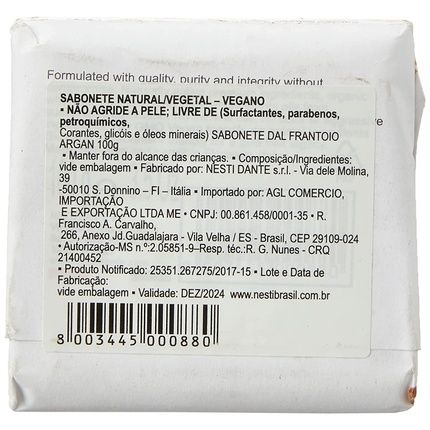 Formulated with quality, purity and integrity without
SABONETE NATURAL/VEGETAL – VEGANO
• NÃO AGRIDE A PELE; LIVRE DE (Surfactantes, parabenos,
petroquímicos,
Corantes, glicóis e óleos minerais) SABONETE DAL FRANTOIO
ARGAN 100g
• Manter fora do alcance das crianças. • Composição/Ingredientes:
vide embalagem • Fabricado por: NESTI DANTE s.r.l. - Via dele Molina,
39
-50010 S. Donnino – FI – Itália • Importado por: AGL COMERCIO,
IMPORTAÇÃO
E EXPORTAÇÃO LTDA ME • CNPJ: 00.861.458/0001-35 • R.
Francisco A. Carvalho,
266, Anexo Jd.Guadalajara - Vila Velha / ES - Brasil, CEP 29109-024
• Autorização-MS n°:2.05851-9– Resp. téc.: R. G. Nunes - CRQ
21400452
• Produto Notificado: 25351.267275/2017-15 • Lote e Data de
Fabricação:
vide embalagem • Validade: DEZ/2024 www.nestibrasil.com.br
8 003445 000880